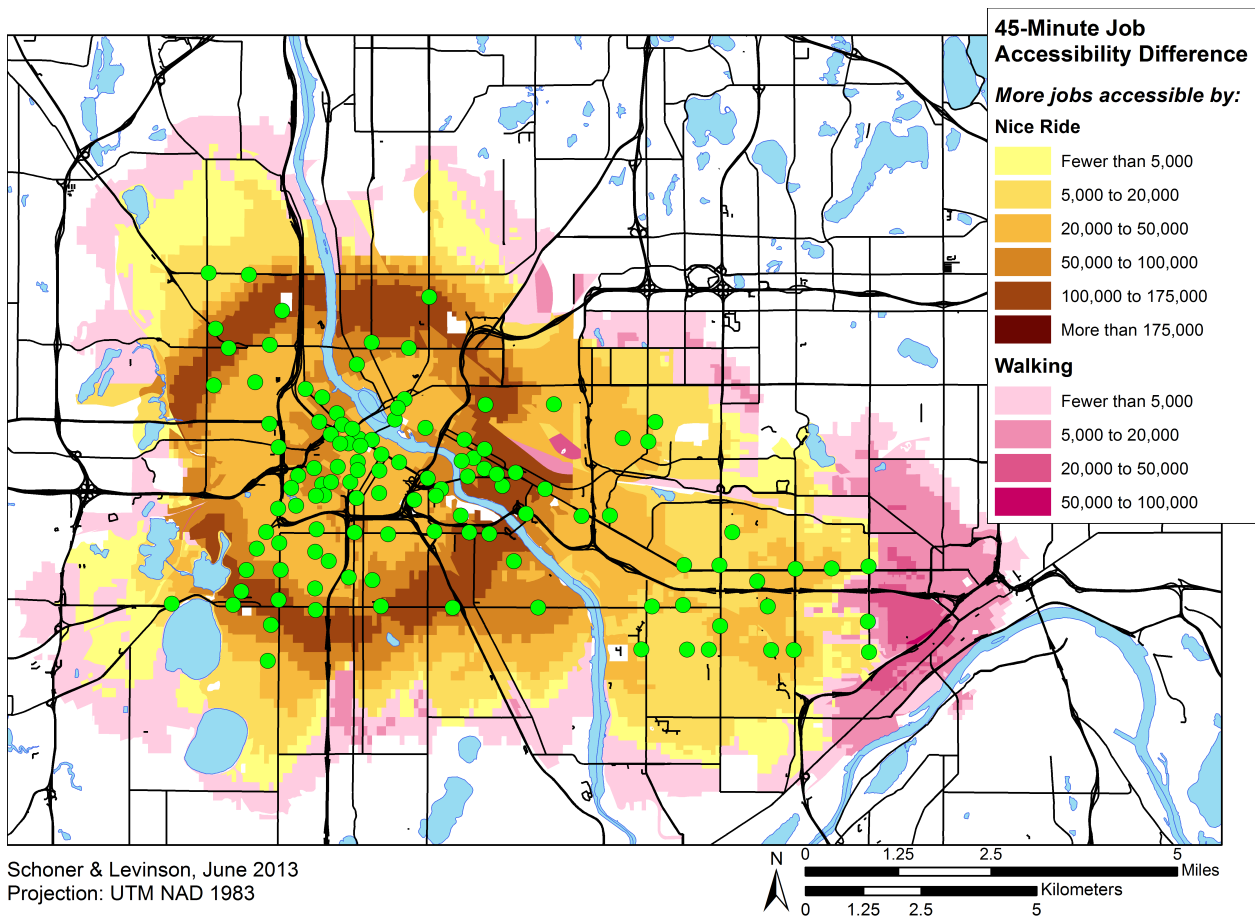 45-Minute Job
Accessibility Difference
More jobs accessible by:
Nice Ride
Fewer than 5,000
5,000 to 20,000
20,000 to 50,000
50,000 to 100,000
100,000 to 175,000
More than 175,000
Walking
Fewer than 5,000
5,000 to 20,000
20,000 to 50,000
50,000 to 100,000
Schoner & Levinson, June 2013
Projection: UTM NAD 1983
N
0 1.25 2.5 5
Miles
Kilometers
0 1.25 2.5 5